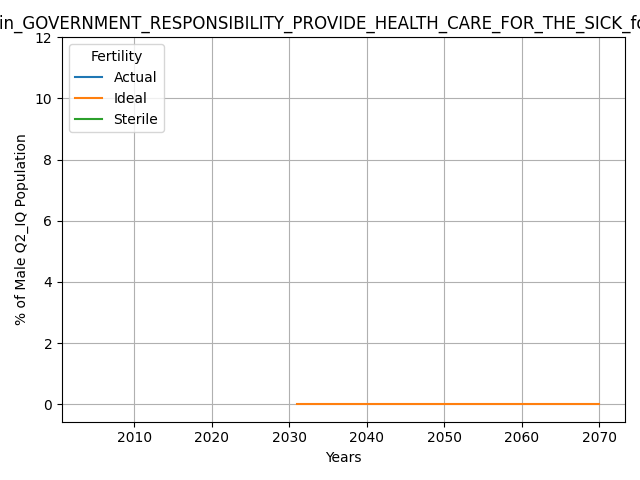 in_GOVERNMENT_RESPONSIBILITY_PROVIDE_HEALTH_CARE_FOR_THE_SICK_fo
12
10
8
6
4
2
0
% of Male Q2_IQ Population
Fertility
Actual
Ideal
Sterile
2010 2020 2030 2040 2050 2060 2070
Years